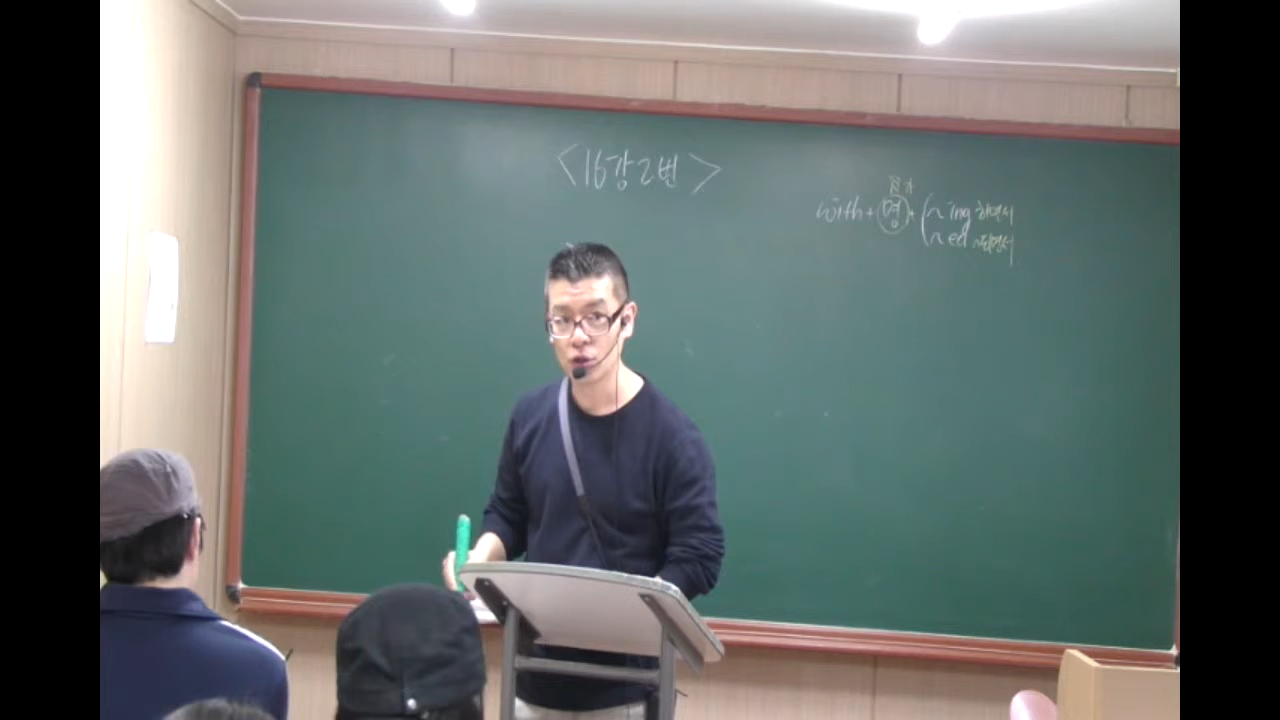 <16강 2번>
with + 명 + ( ~ing 하면서
~ed ~되면서